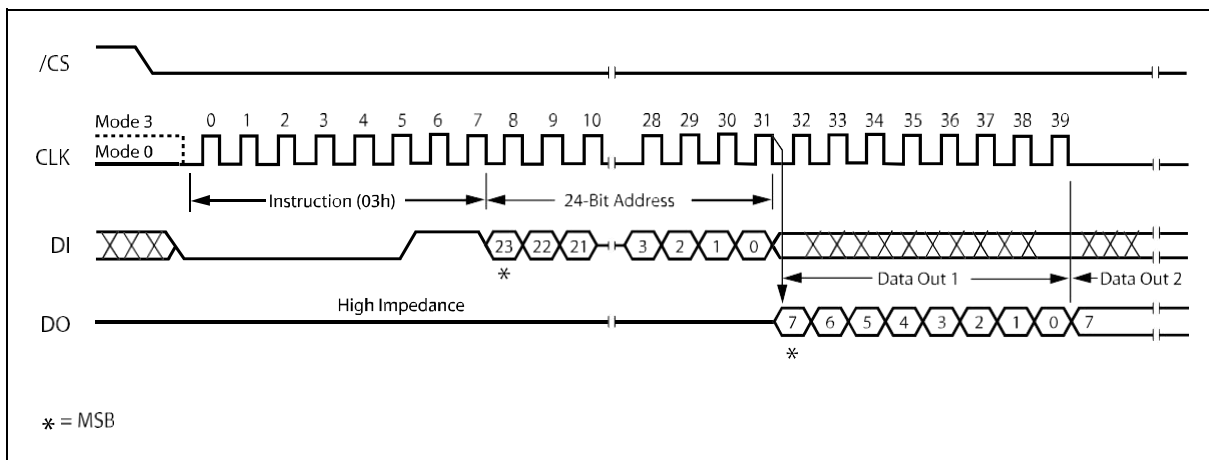 /CS
Mode 3
0 1 2 3 4 5 6 7 8 9 10 28 29 30 31 32 33 34 35 36 37 38 39
CLK
Mode 0
Instruction (03h) 24-Bit Address
DI
23 22 21 3 2 1 0
*
Data Out 1 Data Out 2
High Impedance
DO
7 6 5 4 3 2 1 0 7
*
* = MSB